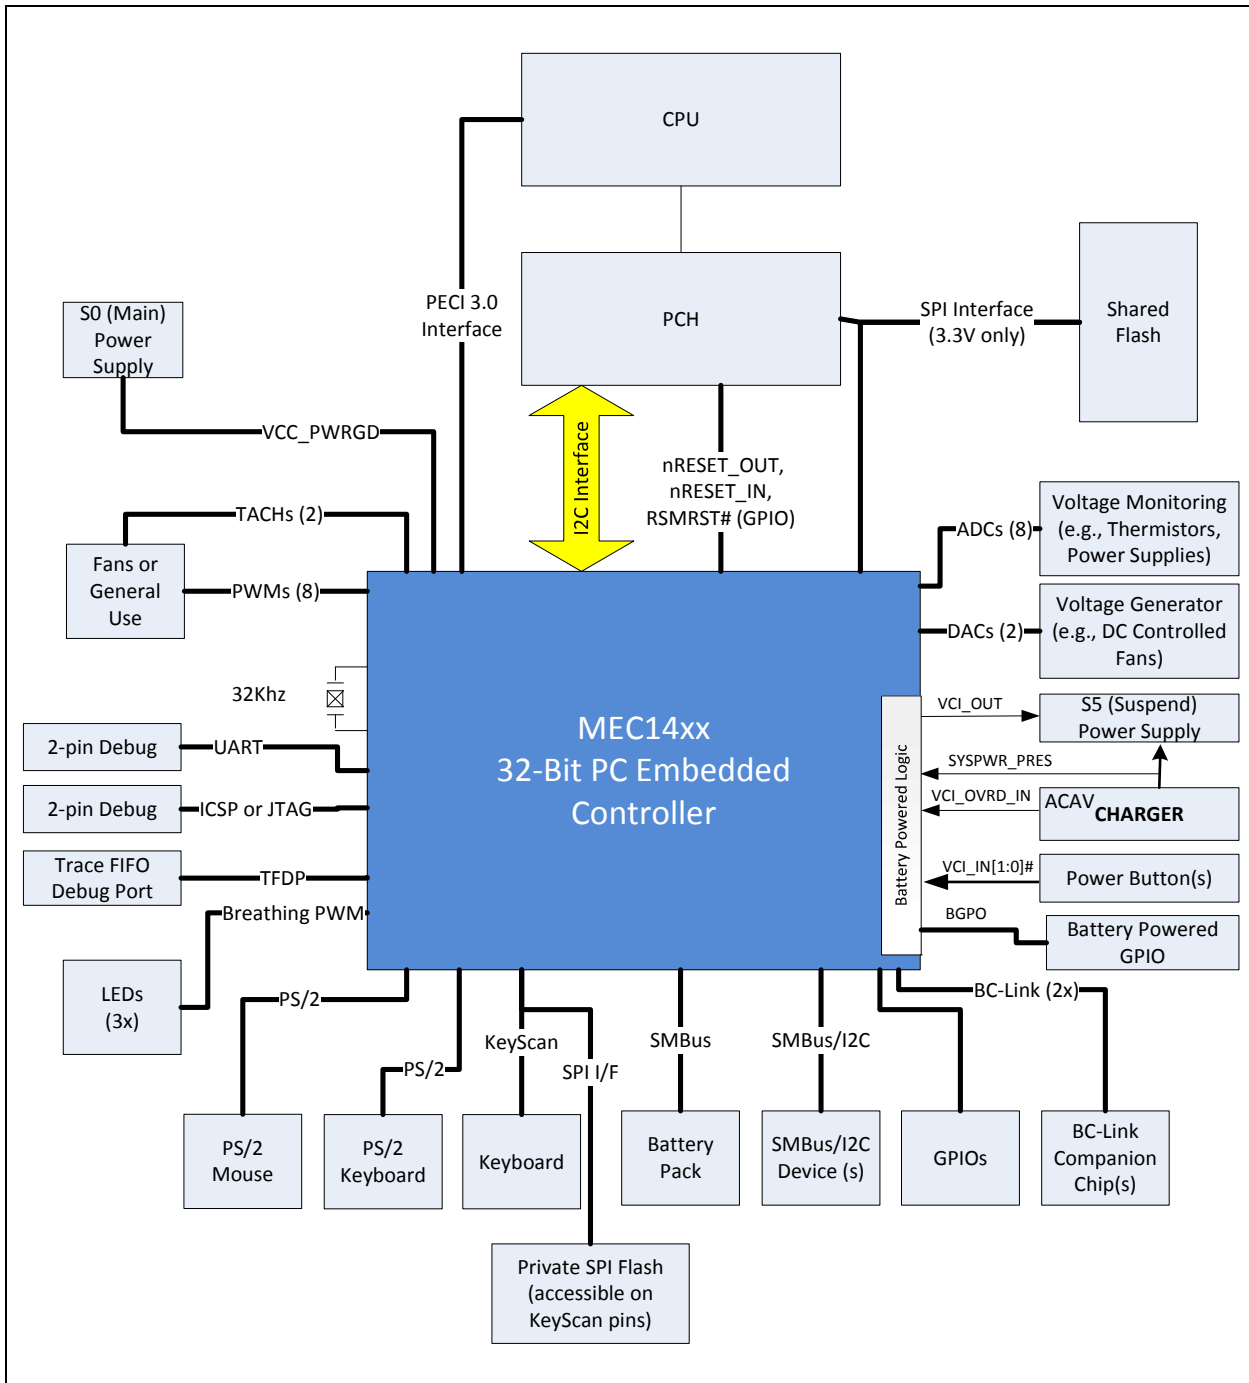 CPU
PCH
PECI 3.0
Interface
SPI Interface
(3.3V only)
Shared
Flash
S0 (Main)
Power
Supply
VCC_PWRGD
I2C Interface
nRESET_OUT,
nRESET_IN,
RSMRST# (GPIO)
TACHs (2)
Fans or
General
Use
PWMs (8)
ADCs (8)
Voltage Monitoring
(e.g., Thermistors,
Power Supplies)
DACs (2)
Voltage Generator
(e.g., DC Controlled
Fans)
32Khz
MEC14xx
32-Bit PC Embedded
Controller
Battery Powered Logic
VCI_OUT
S5 (Suspend)
Power Supply
SYSPWR_PRES
VCI_OVRD_IN
ACAV
CHARGER
VCI_IN[1:0]#
Power Button(s)
BGPO
Battery Powered
GPIO
2-pin Debug
UART
2-pin Debug
ICSP or JTAG
Trace FIFO
Debug Port
TFDP
Breathing PWM
LEDs
(3x)
PS/2
PS/2
KeyScan
SPI I/F
SMBus
SMBus/I2C
BC-Link (2x)
PS/2
Mouse
PS/2
Keyboard
Keyboard
Battery
Pack
SMBus/I2C
Device (s)
GPIOs
BC-Link
Companion
Chip(s)
Private SPI Flash
(accessible on
KeyScan pins)